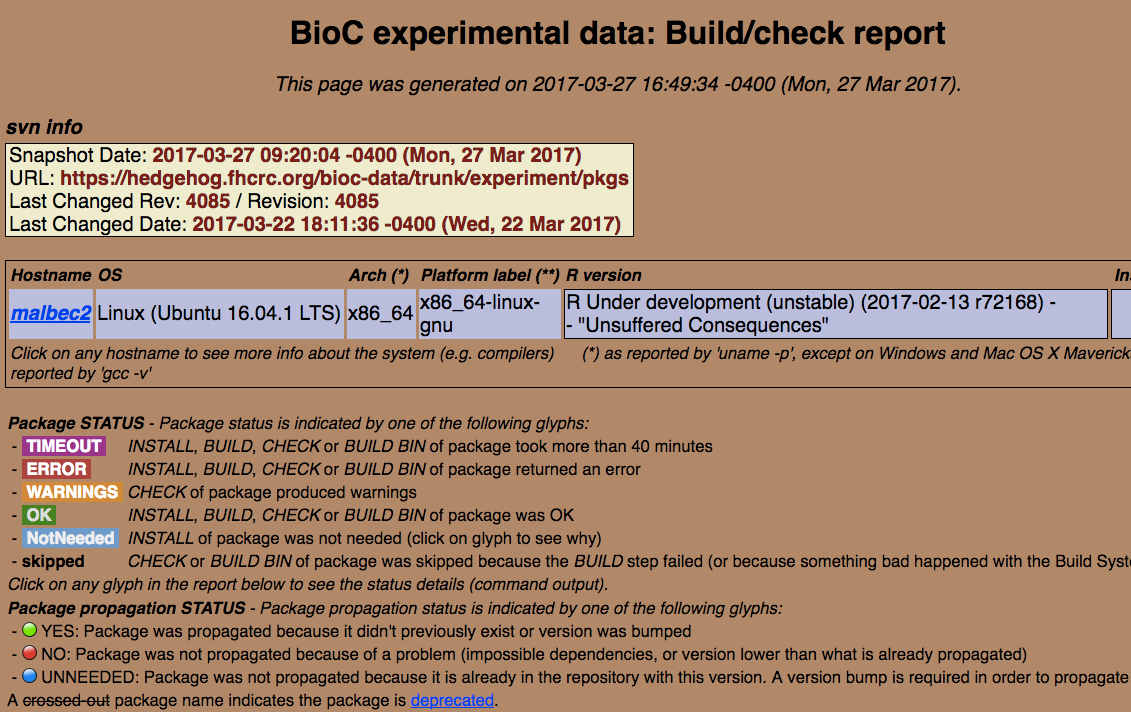 BioC experimental data: Build/check report
This page was generated on 2017-03-27 16:49:34 -0400 (Mon, 27 Mar 2017).
svn info
Snapshot Date: 2017-03-27 09:20:04 -0400 (Mon, 27 Mar 2017)
URL: https://hedgehog.fhcrc.org/bioc-data/trunk/experiment/pkgs
Last Changed Rev: 4085 / Revision: 4085
Last Changed Date: 2017-03-22 18:11:36 -0400 (Wed, 22 Mar 2017)
Hostname OS Arch (*) Platform label (**) R version
malbec2 Linux (Ubuntu 16.04.1 LTS) x86_64 x86_64-linux-gnu R Under development (unstable) (2017-02-13 r72168) -- "Unsuffered Consequences"
Click on any hostname to see more info about the system (e.g. compilers) (*) as reported by 'uname -p', except on Windows and Mac OS X
reported by 'gcc -v'
Package STATUS - Package status is indicated by one of the following glyphs:
- TIMEOUT INSTALL, BUILD, CHECK or BUILD BIN of package took more than 40 minutes
- ERROR INSTALL, BUILD, CHECK or BUILD BIN of package returned an error
- WARNINGS CHECK of package produced warnings
- OK INSTALL, BUILD, CHECK or BUILD BIN of package was OK
- NotNeeded INSTALL of package was not needed (click on glyph to see why)
- skipped CHECK or BUILD BIN of package was skipped because the BUILD step failed (or because something bad happened with the Build
Click on any glyph in the report below to see the status details (command output).
Package propagation STATUS - Package propagation status is indicated by one of the following glyphs:
- YES: Package was propagated because it didn't previously exist or version was bumped
- NO: Package was not propagated because of a problem (impossible dependencies, or version lower than what is already propagated)
- UNNEEDED: Package was not propagated because it is already in the repository with this version. A version bump is required in order to propagate
A crossed-out package name indicates the package is deprecated.